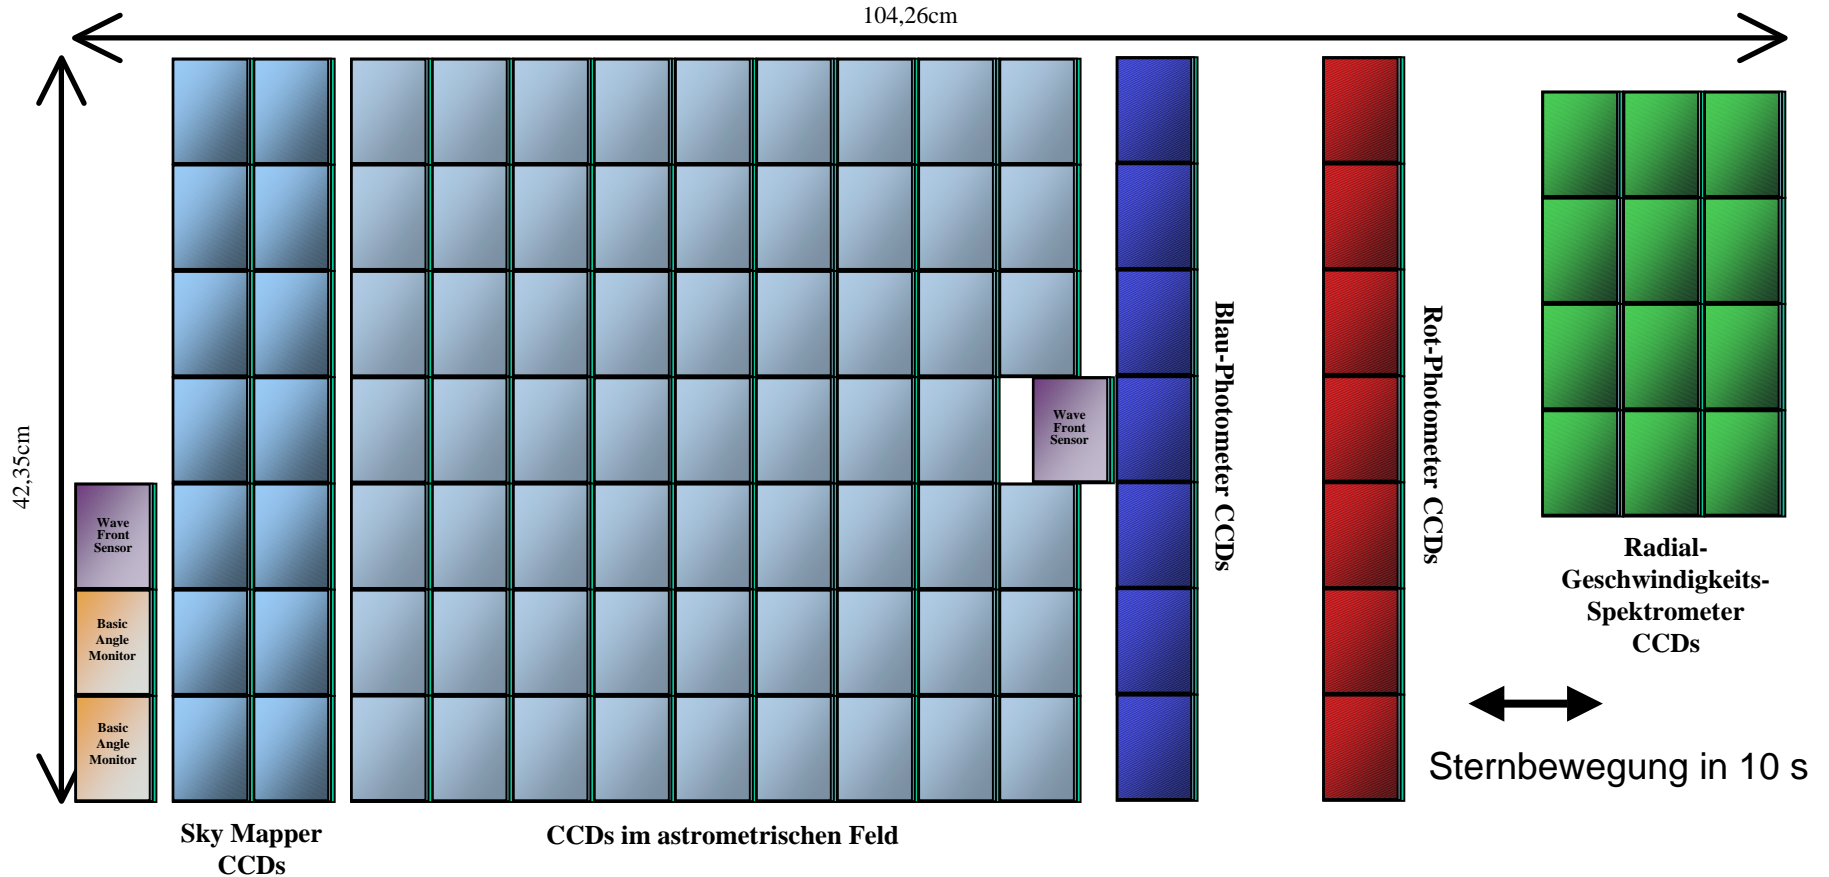 104,26cm
42,35cm
Wave
Front
Sensor
Basic
Angle
Monitor
Basic
Angle
Monitor
Wave
Front
Sensor
Blau-Photometer CCDs
Rot-Photometer CCDs
Radial-
Geschwindigkeits-
Spektrometer
CCDs
Sternbewegung in 10 s
Sky Mapper
CCDs
CCDs im astrometrischen Feld